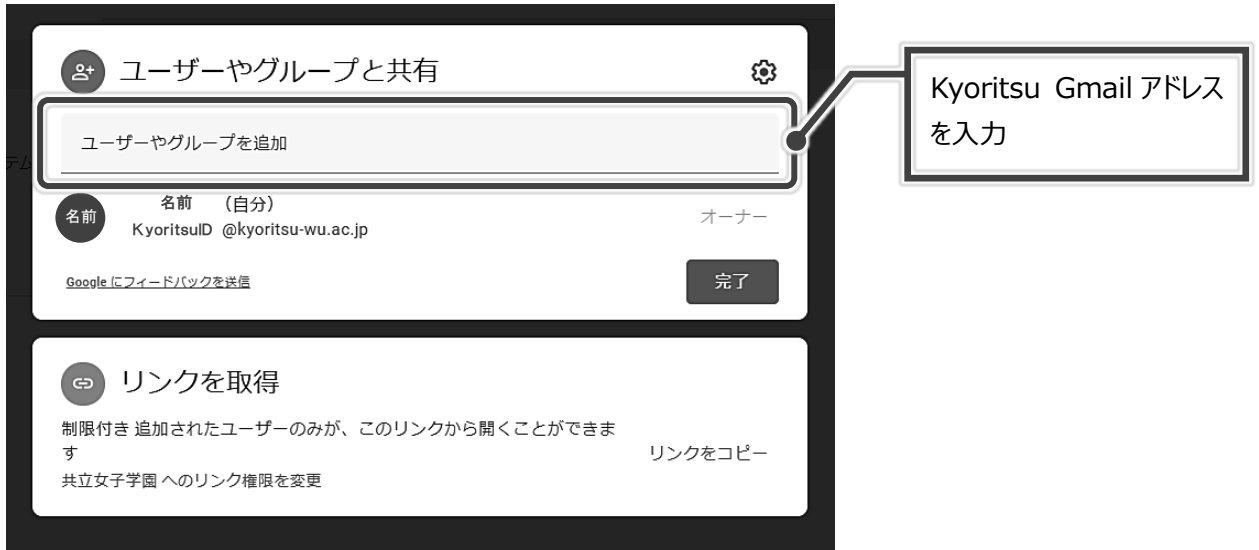 ユーザーやグループと共有
ユーザーやグループを追加
Kyoritsu Gmail アドレス
を入力
名前
名前 （自分）
KyoritsuID @kyoritsu-wu.ac.jp
オーナー
Google にフィードバックを送信
完了
リンクを取得
制限付き 追加されたユーザーのみが、このリンクから開くことができま
す
リンクをコピー
共立女子学園 へのリンク権限を変更